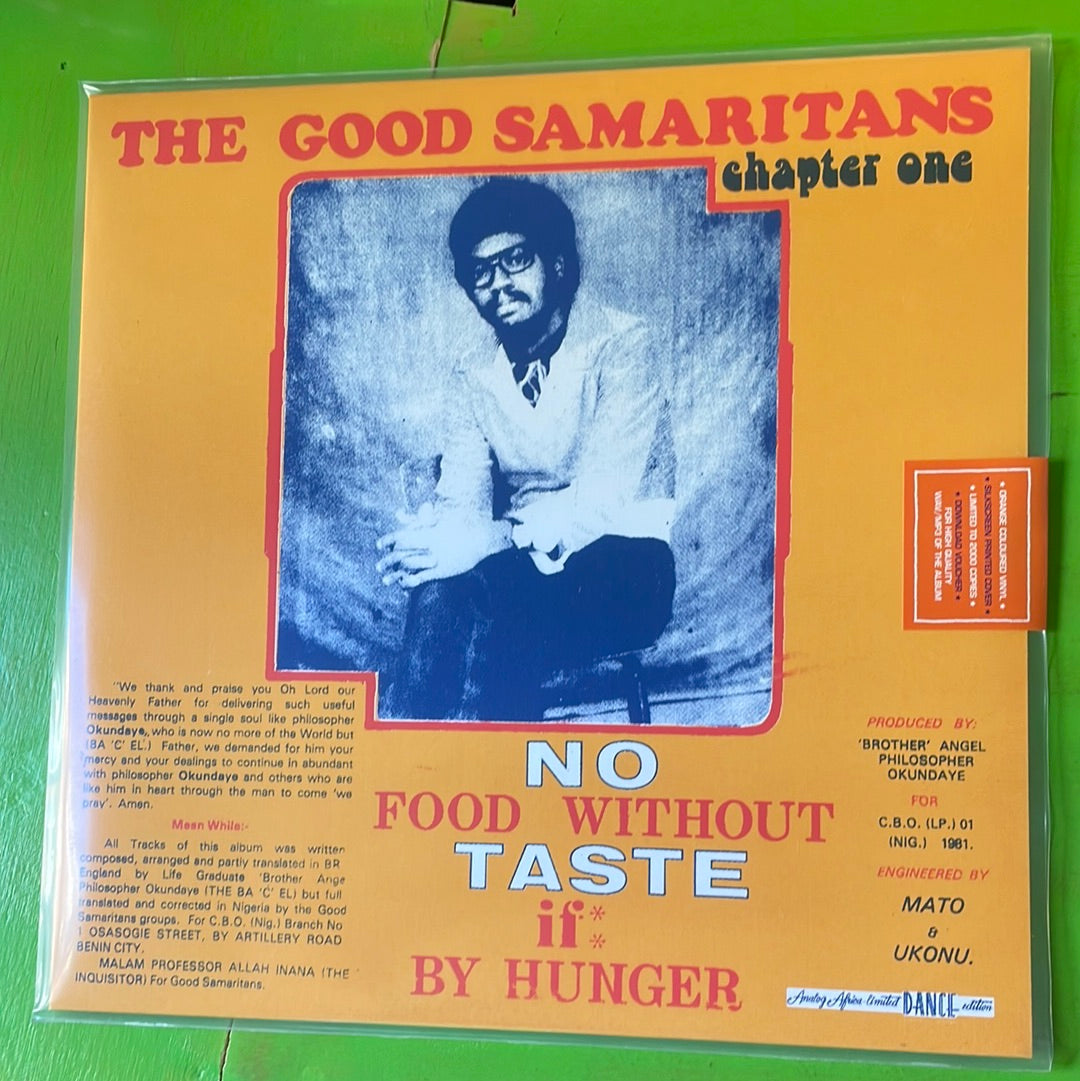 THE GOOD SAMARITANS
chapter one
★ ORANGE COLOURED VINYL ★
★ SILKSCREEN PRINTED COVER ★
★ LIMITED TO 2000 COPIES ★
★ DOWNLOAD VOUCHER ★
FOR HIGH QUALITY
WAV/MP3 OF THE ALBUM
"We thank and praise you Oh Lord our
Heavenly Father for delivering such useful
messages through a single soul like philosopher
Okundaye, who is now no more of the World but
(BA 'C' EL.) Father, we demanded for him your
mercy and your dealings to continue in abundant
with philosopher Okundaye and others who are
like him in heart through the man to come 'we
pray'. Amen.
Mean While:-
All Tracks of this album was written
composed, arranged and partly translated in BR
England by Life Graduate 'Brother Ange
Philosopher Okundaye (THE BA 'C' EL) but full
translated and corrected in Nigeria by the Good
Samaritans groups. For C.B.O. (Nig.) Branch No
1 OSASOGIE STREET, BY ARTILLERY ROAD
BENIN CITY.
MALAM PROFESSOR ALLAH INANA (THE
INQUISITOR) For Good Samaritans.
NO
FOOD WITHOUT
TASTE
if**
BY HUNGER
PRODUCED BY:
'BROTHER' ANGEL
PHILOSOPHER
OKUNDAYE
FOR
C.B.O. (LP.) 01
(NIG.) 1981.
ENGINEERED BY
MATO
&
UKONU.
Analog Africa limited DANCE edition